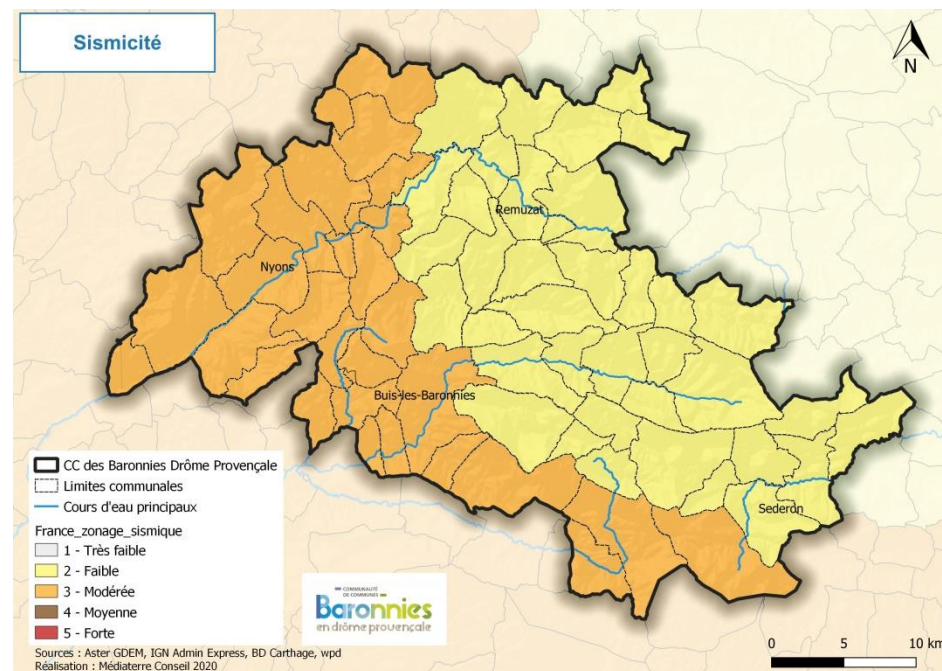 Sismicité
N
Remuzat
Nyons
Buis-les-Baronnies
Sederon
CC des Baronnies Drôme Provençale
Limites communales
Cours d'eau principaux
France_zonage_sismique
1 - Très faible
2 - Faible
3 - Modérée
4 - Moyenne
5 - Forte
COMMUNAUTÉ
DE COMMUNES
Baronnies
en drôme provençale
0 5 10 km
Sources : Aster GDEM, IGN Admin Express, BD Carthage, wpd
Réalisation : Médiaterre Conseil 2020